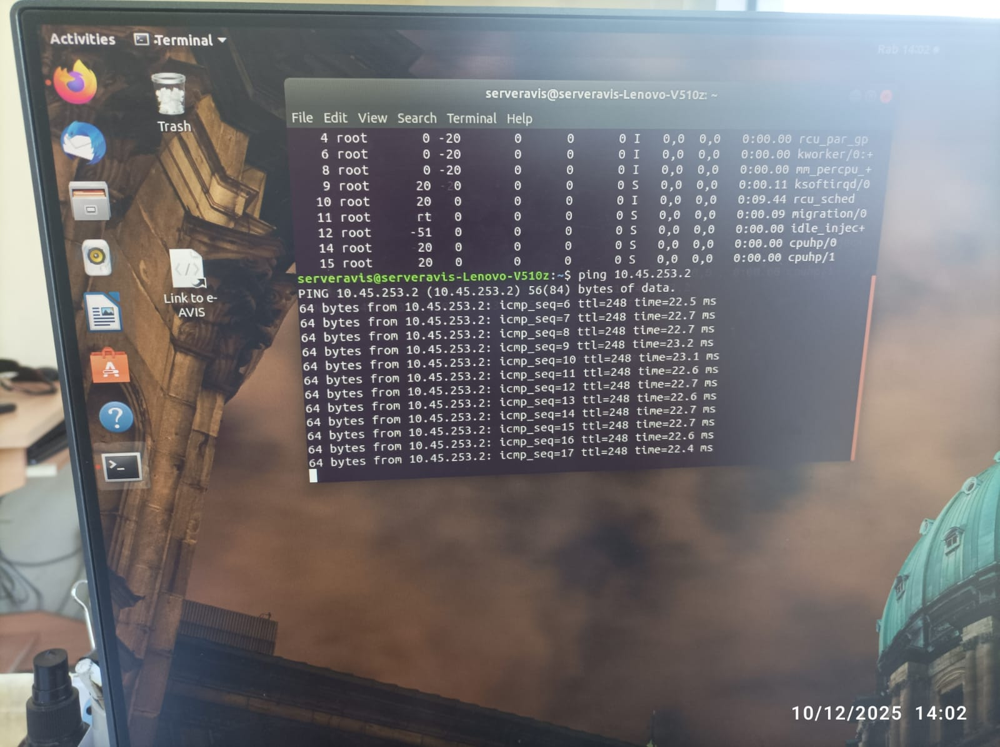 Activities Terminal
Rab 14:02
Trash
Link to e-
AVIS
serveravis@serveravis-Lenovo-V510z: ~
File Edit View Search Terminal Help
4 root 0 -20 0 0 0 I 0,0 0,0 0:00.00 rcu_par_gp
6 root 0 -20 0 0 0 I 0,0 0,0 0:00.00 kworker/0:+
8 root 0 -20 0 0 0 I 0,0 0,0 0:00.00 mm_percpu_+
9 root 20 0 0 0 0 S 0,0 0,0 0:00.11 ksoftirqd/0
10 root 20 0 0 0 0 I 0,0 0,0 0:09.44 rcu_sched
11 root rt 0 0 0 0 S 0,0 0,0 0:00.09 migration/0
12 root -51 0 0 0 0 S 0,0 0,0 0:00.00 idle_injec+
14 root 20 0 0 0 0 S 0,0 0,0 0:00.00 cpuhp/0
15 root 20 0 0 0 0 S 0,0 0,0 0:00.00 cpuhp/1
serveravis@serveravis-Lenovo-V510z:~$ ping 10.45.253.2
PING 10.45.253.2 (10.45.253.2) 56(84) bytes of data.
64 bytes from 10.45.253.2: icmp_seq=6 ttl=248 time=22.5 ms
64 bytes from 10.45.253.2: icmp_seq=7 ttl=248 time=22.7 ms
64 bytes from 10.45.253.2: icmp_seq=8 ttl=248 time=22.7 ms
64 bytes from 10.45.253.2: icmp_seq=9 ttl=248 time=23.2 ms
64 bytes from 10.45.253.2: icmp_seq=10 ttl=248 time=23.1 ms
64 bytes from 10.45.253.2: icmp_seq=11 ttl=248 time=22.6 ms
64 bytes from 10.45.253.2: icmp_seq=12 ttl=248 time=22.7 ms
64 bytes from 10.45.253.2: icmp_seq=13 ttl=248 time=22.6 ms
64 bytes from 10.45.253.2: icmp_seq=14 ttl=248 time=22.7 ms
64 bytes from 10.45.253.2: icmp_seq=15 ttl=248 time=22.7 ms
64 bytes from 10.45.253.2: icmp_seq=16 ttl=248 time=22.6 ms
64 bytes from 10.45.253.2: icmp_seq=17 ttl=248 time=22.4 ms
10/12/2025 14:02